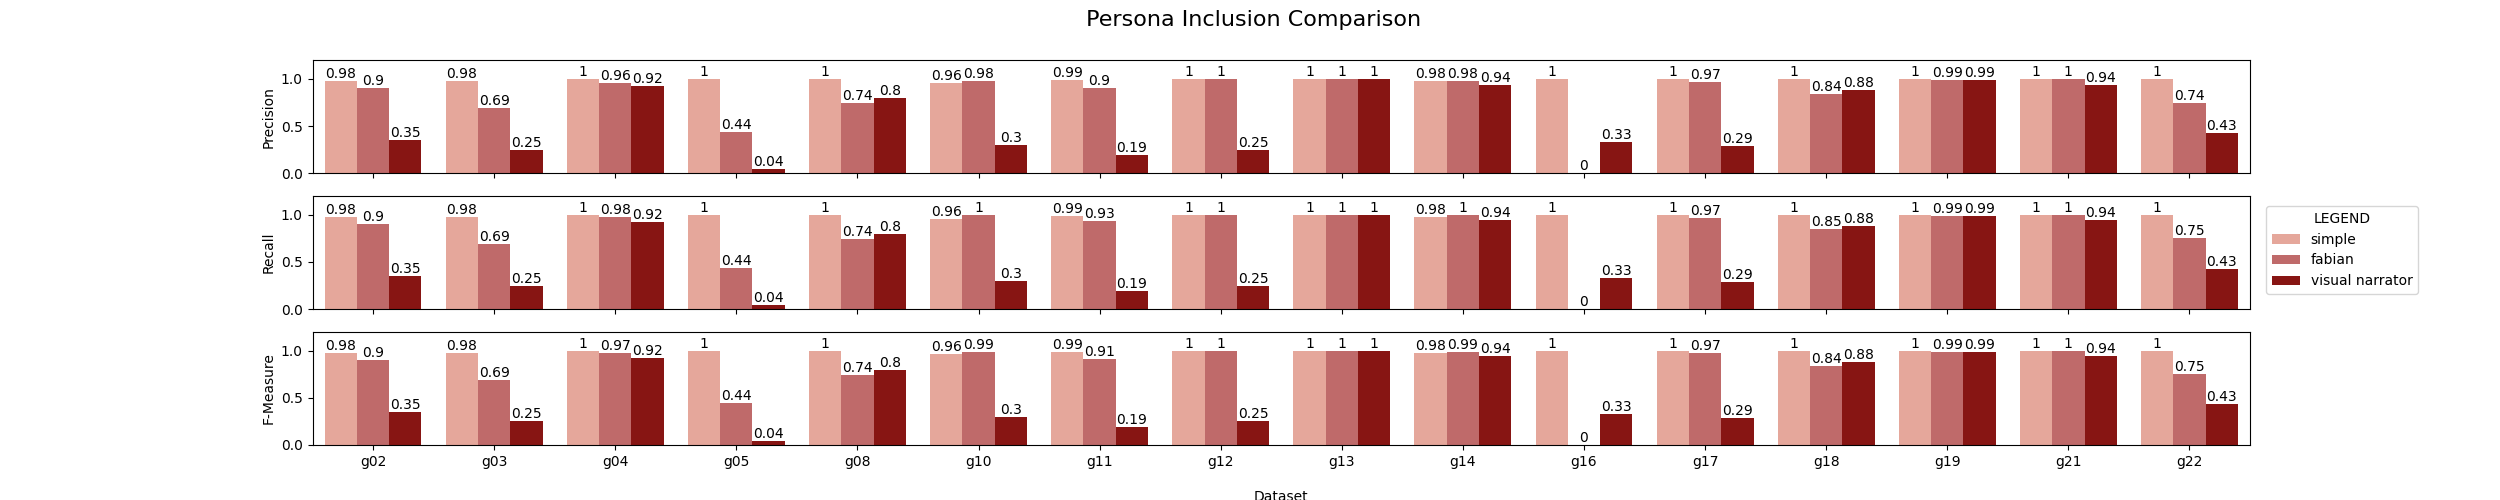 Persona Inclusion Comparison
0.98 0.9 0.35 0.98 0.69 0.25 1 0.96 0.92 1 0.44 0.04 1 0.74 0.8 0.96 0.98 0.3 0.99 0.9 0.19 1 1 0.25 1 1 1 0.98 0.98 0.94 1 0 0.33 1 0.97 0.29 1 0.84 0.88 1 0.99 0.99 1 1 0.94 1 0.74 0.43
1.0
0.5
0.0
Precision
0.98 0.9 0.35 0.98 0.69 0.25 1 0.98 0.92 1 0.44 0.04 1 0.74 0.8 0.96 1 0.3 0.99 0.93 0.19 1 1 0.25 1 1 1 0.98 1 0.94 1 0 0.33 1 0.97 0.29 1 0.85 0.88 1 0.99 0.99 1 1 0.94 1 0.75 0.43
1.0
0.5
0.0
Recall
LEGEND
simple
fabian
visual narrator
0.98 0.9 0.35 0.98 0.69 0.25 1 0.97 0.92 1 0.44 0.04 1 0.74 0.8 0.96 0.99 0.3 0.99 0.91 0.19 1 1 0.25 1 1 1 0.98 0.99 0.94 1 0 0.33 1 0.97 0.29 1 0.84 0.88 1 0.99 0.99 1 1 0.94 1 0.75 0.43
1.0
0.5
0.0
F-Measure
g02 g03 g04 g05 g08 g10 g11 g12 g13 g14 g16 g17 g18 g19 g21 g22
Dataset